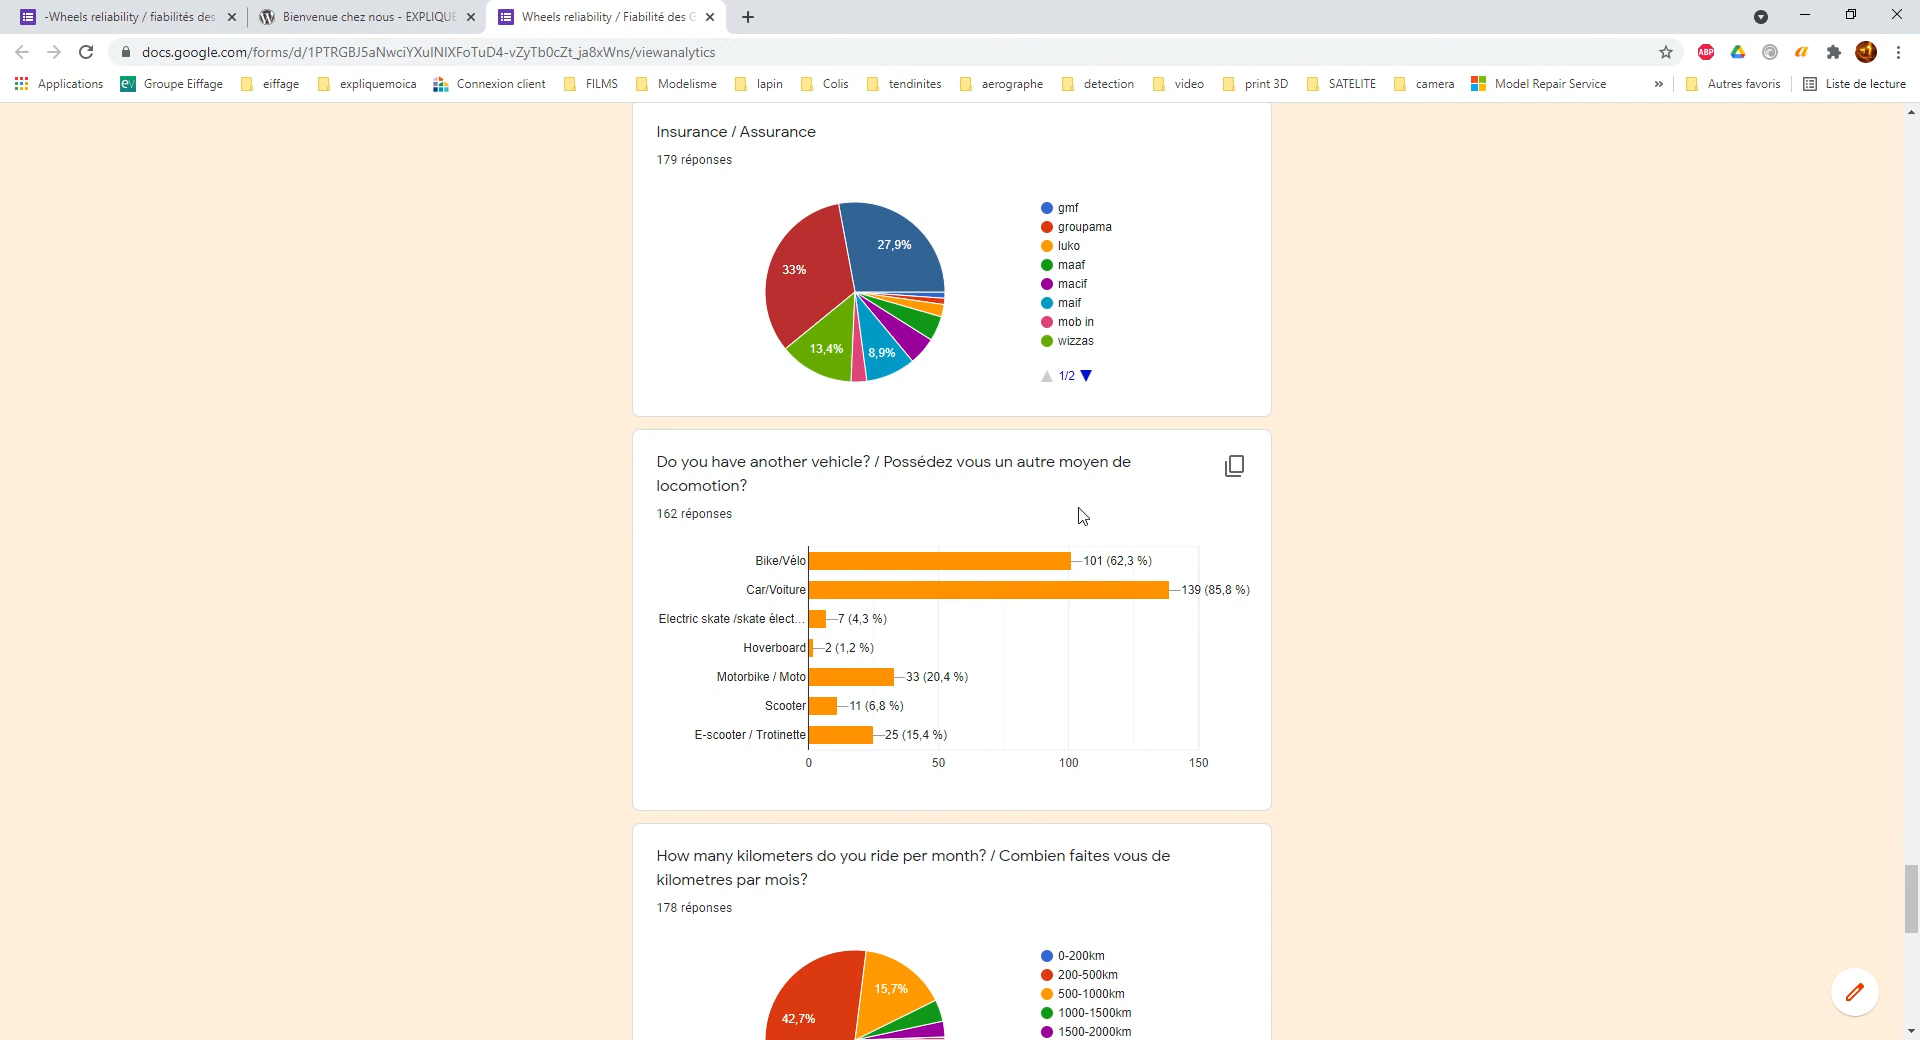 -Wheels reliability / fiabilités des
Bienvenue chez nous - EXPLIQUE
Wheels reliability / Fiabilité des G
docs.google.com/forms/d/1PTRGBJ5aNwciYXuINIXFoTuD4-vZyTb0cZt_ja8xWns/viewanalytics
ABP
Applications
Groupe Eiffage
eiffage
expliquemoica
Connexion client
FILMS
Modelisme
lapin
Colis
tendinites
aerographe
detection
video
print 3D
SATELITE
camera
Model Repair Service
»
Autres favoris
Liste de lecture
Insurance / Assurance
179 réponses
27,9%
33%
13,4%
8,9%
gmf
groupama
luko
maaf
macif
maif
mob in
wizzas
1/2
Do you have another vehicle? / Possédez vous un autre moyen de
locomotion?
162 réponses
Bike/Vélo 101 (62,3 %)
Car/Voiture 139 (85,8 %)
Electric skate /skate élect... 7 (4,3 %)
Hoverboard 2 (1,2 %)
Motorbike / Moto 33 (20,4 %)
Scooter 11 (6,8 %)
E-scooter / Trotinette 25 (15,4 %)
0 50 100 150
How many kilometers do you ride per month? / Combien faites vous de
kilometres par mois?
178 réponses
15,7%
42,7%
0-200km
200-500km
500-1000km
1000-1500km
1500-2000km